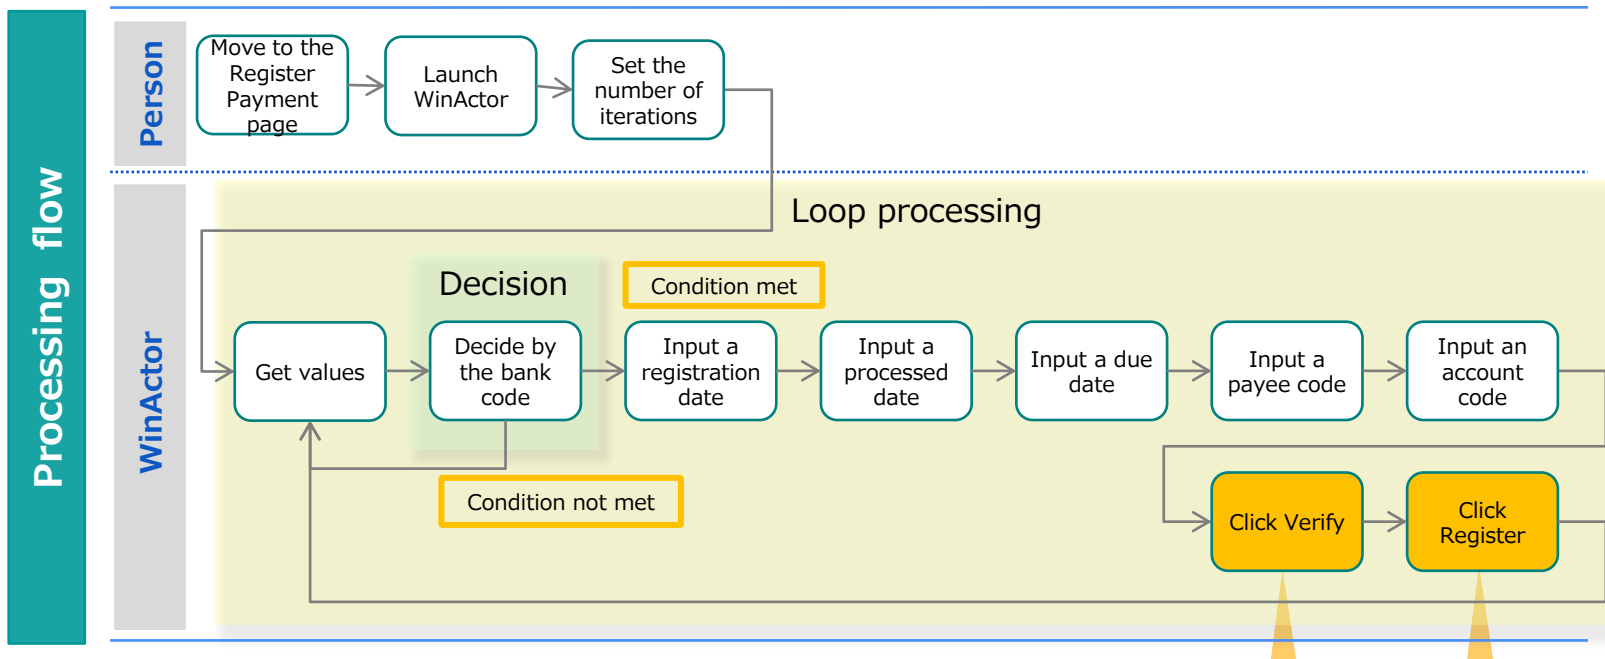 Processing flow
Person
Move to the
Register
Payment
page
Launch
WinActor
Set the
number of
iterations
WinActor
Loop processing
Decision
Condition met
Get values
Decide by
the bank
code
Input a
registration
date
Input a
processed
date
Input a due
date
Input a
payee code
Input an
account
code
Condition not met
Click Verify
Click
Register